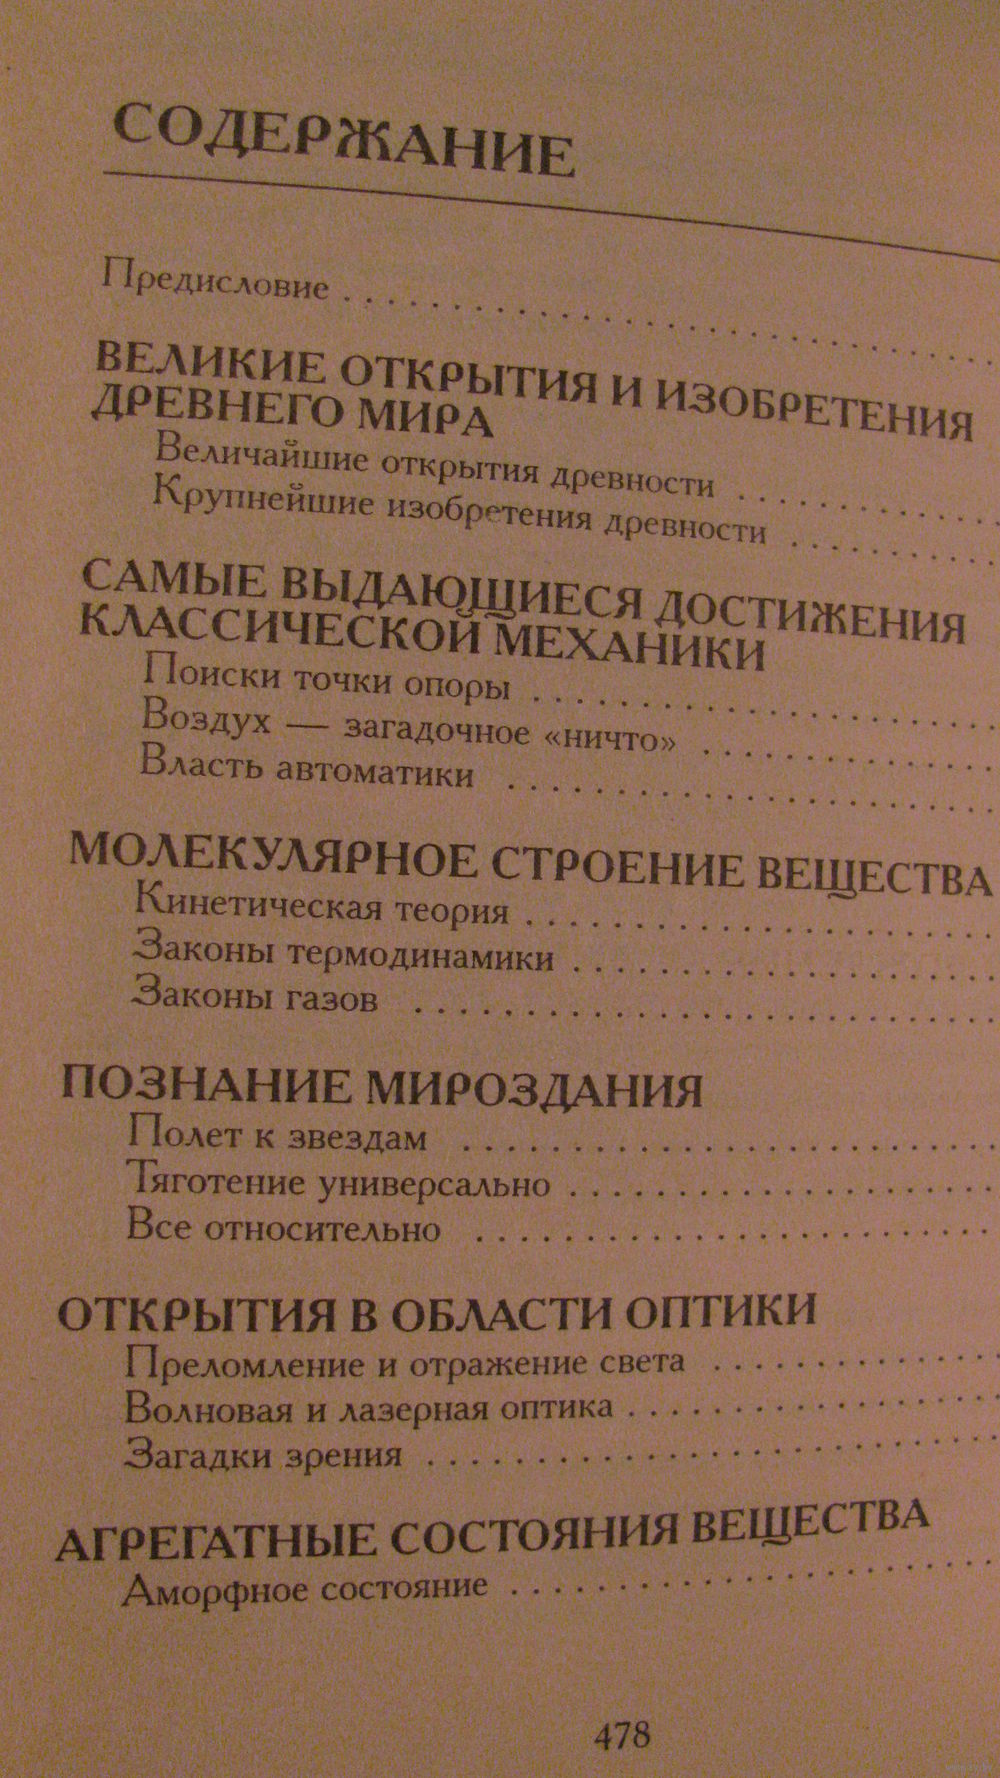 СОДЕРЖАНИЕ
Предисловие . . . . . . . . . . . . . . . . . . . . . . . . . . . . . .
ВЕЛИКИЕ ОТКРЫТИЯ И ИЗОБРЕТЕНИЯ
ДРЕВНЕГО МИРА
Величайшие открытия древности . . . . . . . . . . . . .
Крупнейшие изобретения древности . . . . . . . . . .
САМЫЕ ВЫДАЮЩИЕСЯ ДОСТИЖЕНИЯ
КЛАССИЧЕСКОЙ МЕХАНИКИ
Поиски точки опоры . . . . . . . . . . . . . . . . . . . . .
Воздух — загадочное «ничто» . . . . . . . . . . . . . .
Власть автоматики . . . . . . . . . . . . . . . . . . . . . .
МОЛЕКУЛЯРНОЕ СТРОЕНИЕ ВЕЩЕСТВА
Кинетическая теория . . . . . . . . . . . . . . . . . . . . .
Законы термодинамики . . . . . . . . . . . . . . . . . . .
Законы газов . . . . . . . . . . . . . . . . . . . . . . . . . .
ПОЗНАНИЕ МИРОЗДАНИЯ
Полет к звездам . . . . . . . . . . . . . . . . . . . . . . . .
Тяготение универсально . . . . . . . . . . . . . . . . . . .
Все относительно . . . . . . . . . . . . . . . . . . . . . . .
ОТКРЫТИЯ В ОБЛАСТИ ОПТИКИ
Преломление и отражение света . . . . . . . . . . . . .
Волновая и лазерная оптика . . . . . . . . . . . . . . . .
Загадки зрения . . . . . . . . . . . . . . . . . . . . . . . . .
АГРЕГАТНЫЕ СОСТОЯНИЯ ВЕЩЕСТВА
Аморфное состояние . . . . . . . . . . . . . . . . . . . . .
478